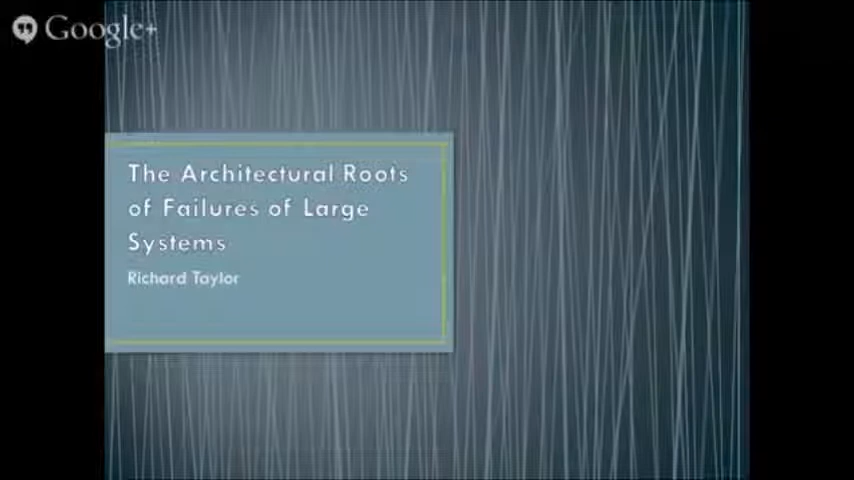 Google+
The Architectural Roots
of Failures of Large
Systems
Richard Taylor